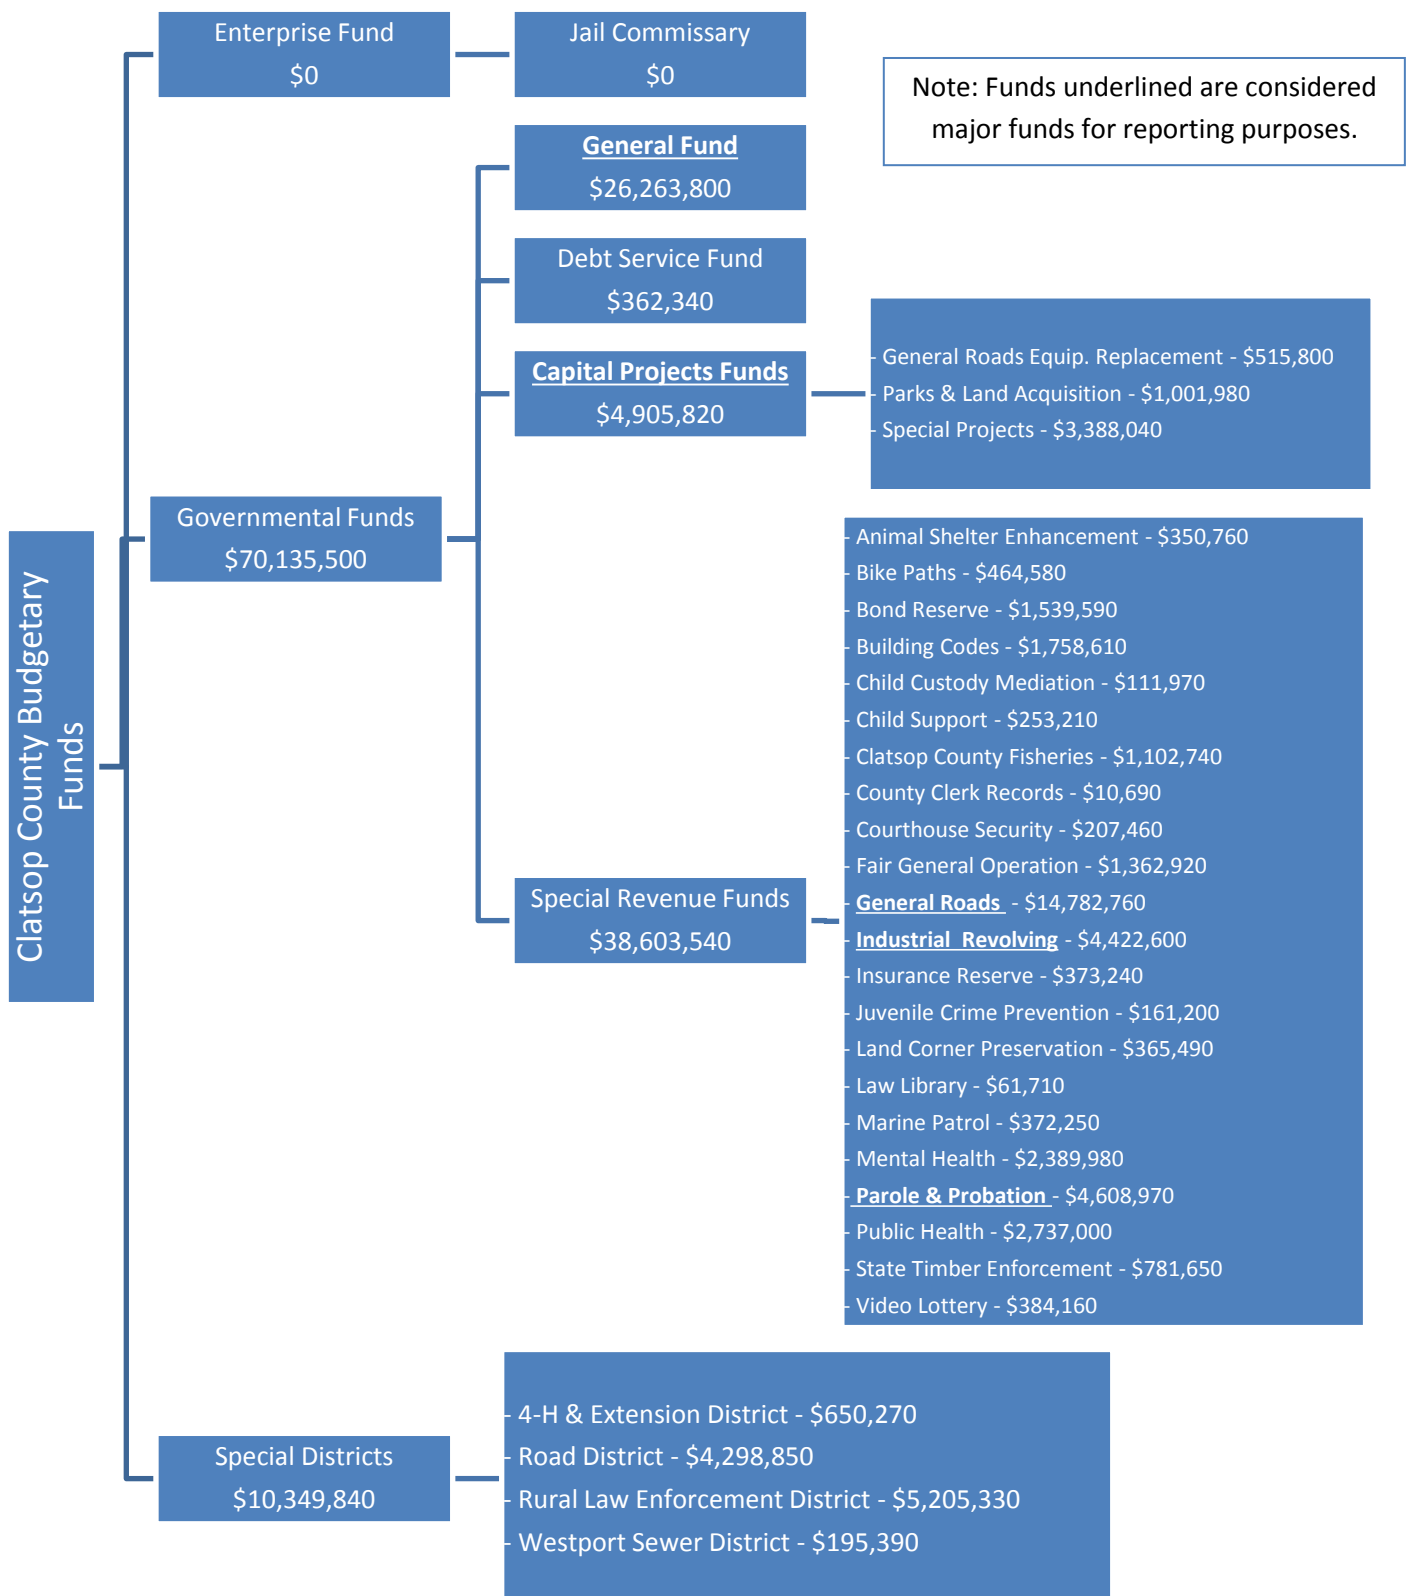 Clatsop County Budgetary
Funds
Enterprise Fund
$0
Jail Commissary
$0
Note: Funds underlined are considered
major funds for reporting purposes.
Governmental Funds
$70,135,500
General Fund
$26,263,800
Debt Service Fund
$362,340
Capital Projects Funds
$4,905,820
- General Roads Equip. Replacement - $515,800
- Parks & Land Acquisition - $1,001,980
- Special Projects - $3,388,040
Special Revenue Funds
$38,603,540
- Animal Shelter Enhancement - $350,760
- Bike Paths - $464,580
- Bond Reserve - $1,539,590
- Building Codes - $1,758,610
- Child Custody Mediation - $111,970
- Child Support - $253,210
- Clatsop County Fisheries - $1,102,740
- County Clerk Records - $10,690
- Courthouse Security - $207,460
- Fair General Operation - $1,362,920
- General Roads - $14,782,760
- Industrial Revolving - $4,422,600
- Insurance Reserve - $373,240
- Juvenile Crime Prevention - $161,200
- Land Corner Preservation - $365,490
- Law Library - $61,710
- Marine Patrol - $372,250
- Mental Health - $2,389,980
- Parole & Probation - $4,608,970
- Public Health - $2,737,000
- State Timber Enforcement - $781,650
- Video Lottery - $384,160
Special Districts
$10,349,840
- 4-H & Extension District - $650,270
- Road District - $4,298,850
- Rural Law Enforcement District - $5,205,330
- Westport Sewer District - $195,390